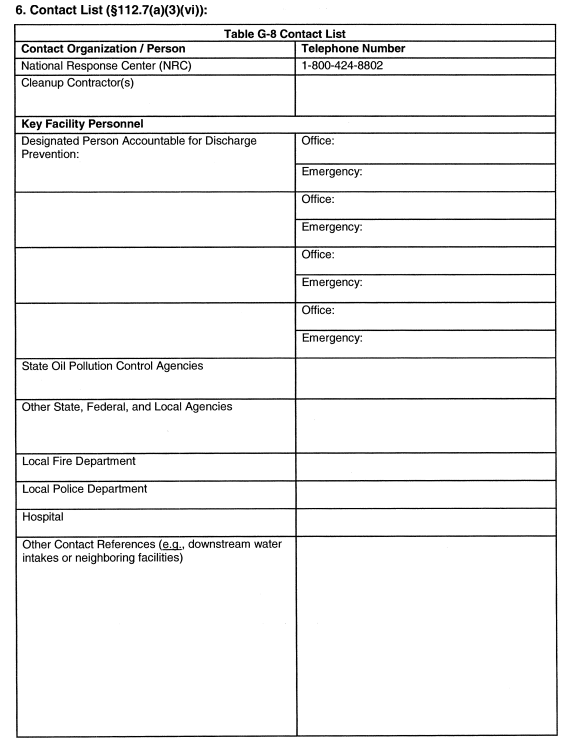 6. Contact List (§112.7(a)(3)(vi)):
Table G-8 Contact List
Contact Organization / Person Telephone Number
National Response Center (NRC) 1-800-424-8802
Cleanup Contractor(s)
Key Facility Personnel
Designated Person Accountable for Discharge Office:
Prevention:
Emergency:
Office:
Emergency:
Office:
Emergency:
Office:
Emergency:
State Oil Pollution Control Agencies
Other State, Federal, and Local Agencies
Local Fire Department
Local Police Department
Hospital
Other Contact References (e.g., downstream water
intakes or neighboring facilities)